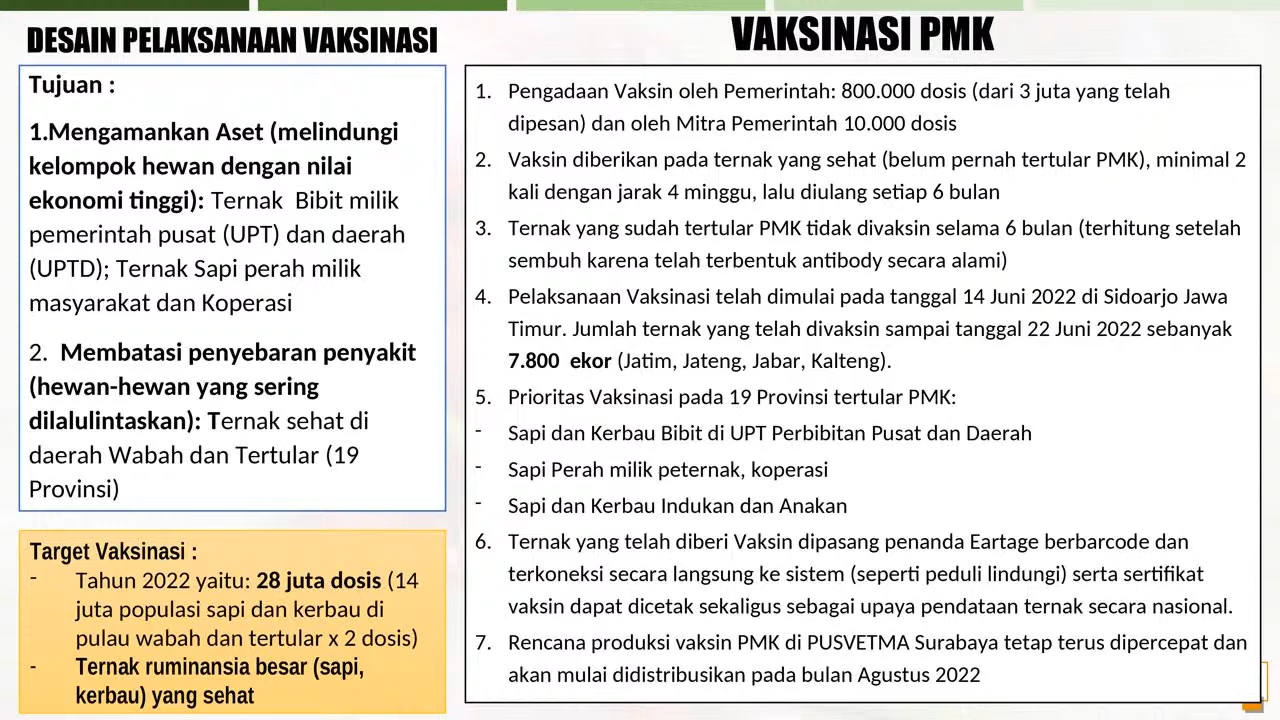 DESAIN PELAKSANAAN VAKSINASI
Tujuan :
1.Mengamankan Aset (melindungi
kelompok hewan dengan nilai
ekonomi tinggi): Ternak Bibit milik
pemerintah pusat (UPT) dan daerah
(UPTD); Ternak Sapi perah milik
masyarakat dan Koperasi
2. Membatasi penyebaran penyakit
(hewan-hewan yang sering
dilalulintaskan): Ternak sehat di
daerah Wabah dan Tertular (19
Provinsi)
Target Vaksinasi :
- Tahun 2022 yaitu: 28 juta dosis (14
juta populasi sapi dan kerbau di
pulau wabah dan tertular x 2 dosis)
- Ternak ruminansia besar (sapi,
kerbau) yang sehat
VAKSINASI PMK
1. Pengadaan Vaksin oleh Pemerintah: 800.000 dosis (dari 3 juta yang telah
dipesan) dan oleh Mitra Pemerintah 10.000 dosis
2. Vaksin diberikan pada ternak yang sehat (belum pernah tertular PMK), minimal 2
kali dengan jarak 4 minggu, lalu diulang setiap 6 bulan
3. Ternak yang sudah tertular PMK tidak divaksin selama 6 bulan (terhitung setelah
sembuh karena telah terbentuk antibody secara alami)
4. Pelaksanaan Vaksinasi telah dimulai pada tanggal 14 Juni 2022 di Sidoarjo Jawa
Timur. Jumlah ternak yang telah divaksin sampai tanggal 22 Juni 2022 sebanyak
7.800 ekor (Jatim, Jateng, Jabar, Kalteng).
5. Prioritas Vaksinasi pada 19 Provinsi tertular PMK:
- Sapi dan Kerbau Bibit di UPT Perbibitan Pusat dan Daerah
- Sapi Perah milik peternak, koperasi
- Sapi dan Kerbau Indukan dan Anakan
6. Ternak yang telah diberi Vaksin dipasang penanda Eartage berbarcode dan
terkoneksi secara langsung ke sistem (seperti peduli lindungi) serta sertifikat
vaksin dapat dicetak sekaligus sebagai upaya pendataan ternak secara nasional.
7. Rencana produksi vaksin PMK di PUSVETMA Surabaya tetap terus dipercepat dan
akan mulai didistribusikan pada bulan Agustus 2022